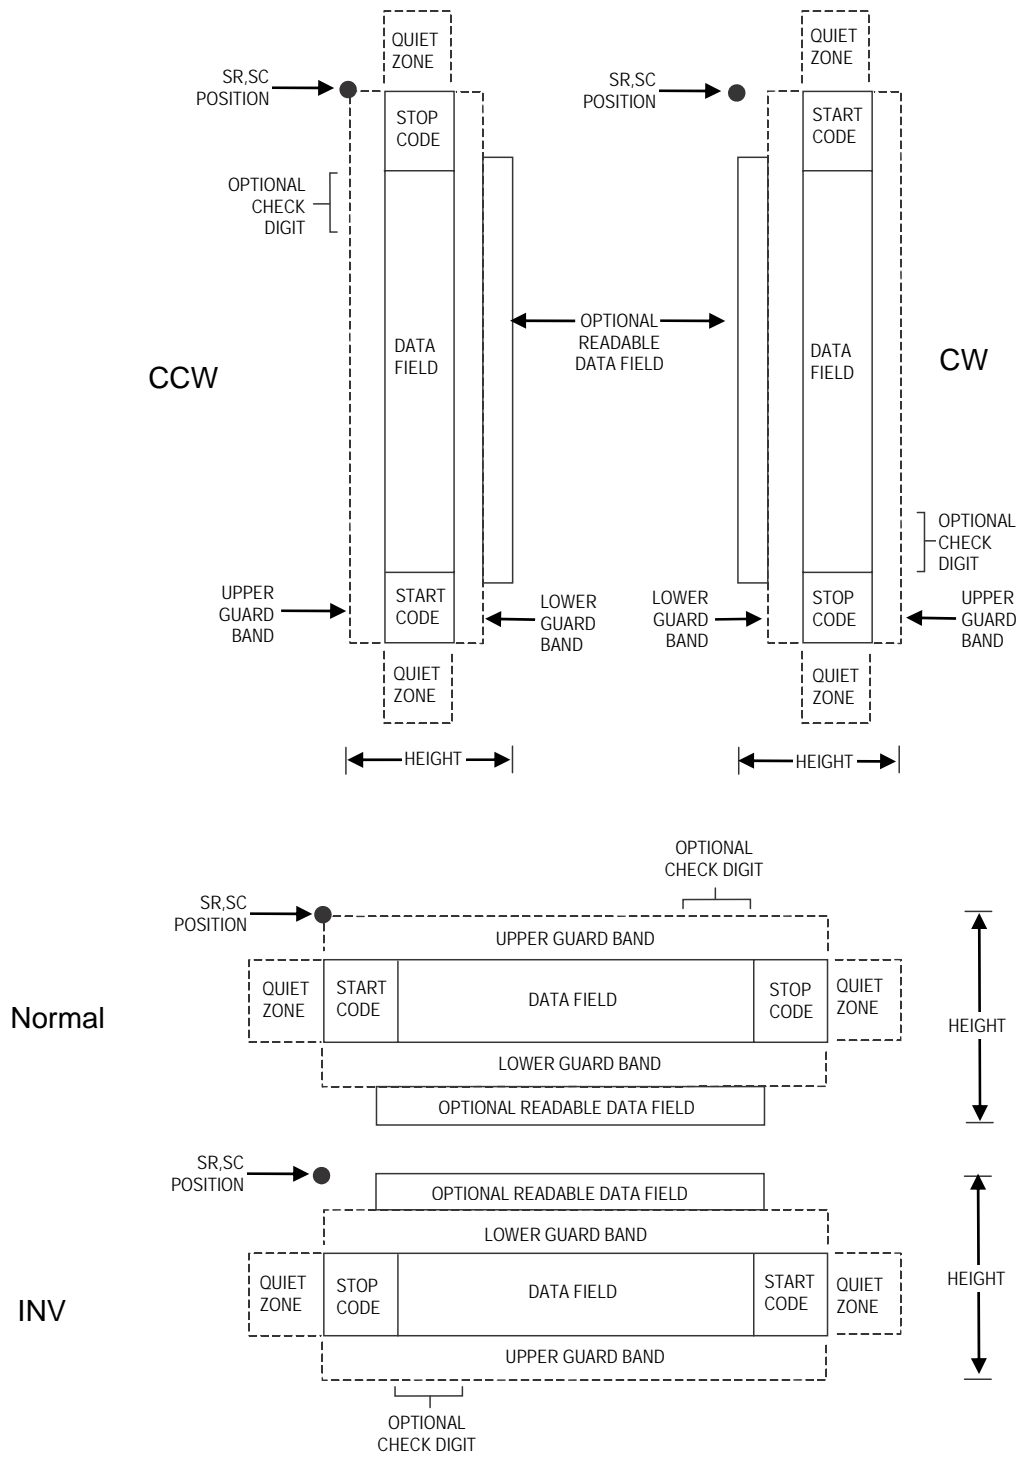 QUIET
ZONE
SR,SC
POSITION
STOP
CODE
OPTIONAL
CHECK
DIGIT
DATA
FIELD
CCW
UPPER
GUARD
BAND
START
CODE
LOWER
GUARD
BAND
QUIET
ZONE
HEIGHT
OPTIONAL
READABLE
DATA FIELD
QUIET
ZONE
SR,SC
POSITION
START
CODE
DATA
FIELD
CW
OPTIONAL
CHECK
DIGIT
LOWER
GUARD
BAND
STOP
CODE
UPPER
GUARD
BAND
QUIET
ZONE
HEIGHT
OPTIONAL
CHECK DIGIT
SR,SC
POSITION
UPPER GUARD BAND
Normal
QUIET
ZONE
START
CODE
DATA FIELD
STOP
CODE
QUIET
ZONE
HEIGHT
LOWER GUARD BAND
OPTIONAL READABLE DATA FIELD
SR,SC
POSITION
OPTIONAL READABLE DATA FIELD
LOWER GUARD BAND
INV
QUIET
ZONE
STOP
CODE
DATA FIELD
START
CODE
QUIET
ZONE
HEIGHT
UPPER GUARD BAND
OPTIONAL
CHECK DIGIT